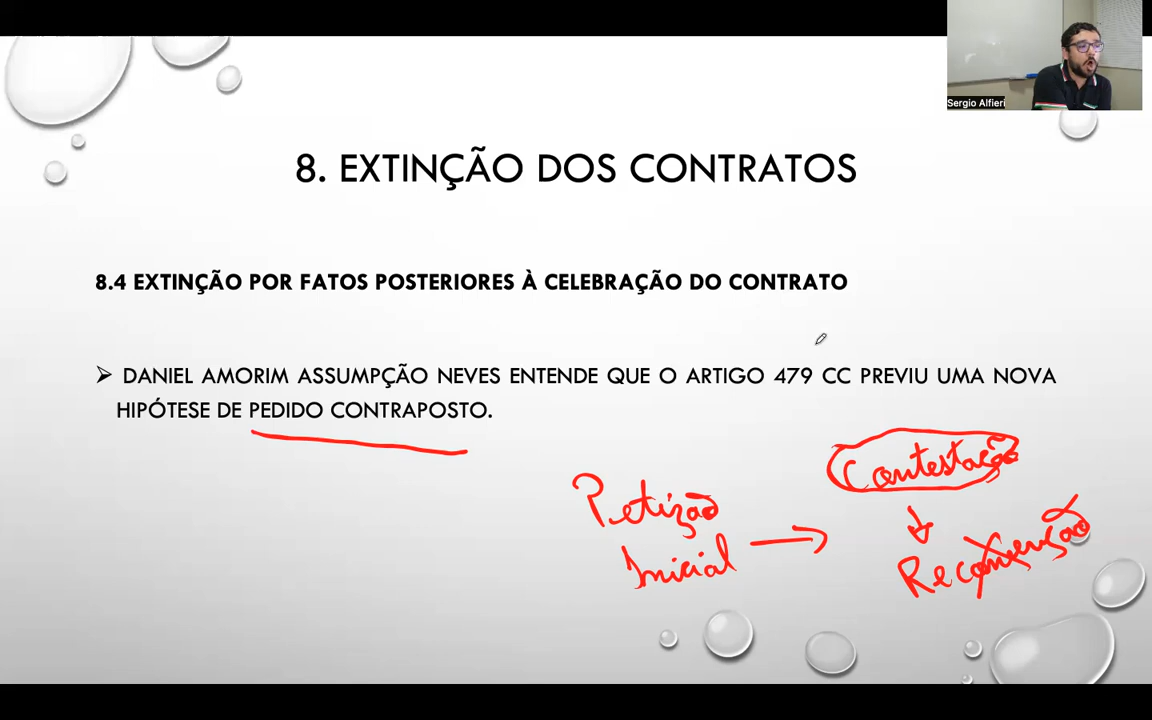 Sergio Alfieri
8. EXTINÇÃO DOS CONTRATOS
8.4 EXTINÇÃO POR FATOS POSTERIORES À CELEBRAÇÃO DO CONTRATO
➢ DANIEL AMORIM ASSUMPÇÃO NEVES ENTENDE QUE O ARTIGO 479 CC PREVIU UMA NOVA
HIPÓTESE DE PEDIDO CONTRAPOSTO.
Contestação
Petição
Inicial
Reconvenção